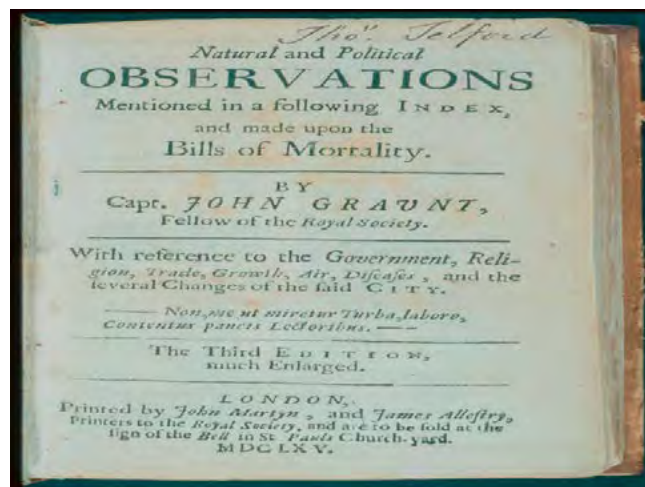 Tho.s Telford
Natural and Political
OBSERVATIONS
Mentioned in a following INDEX,
and made upon the
Bills of Mortality.
BY
Capt. JOHN GRAUNT,
Fellow of the Royal Society.
With reference to the Government, Reli-
gion, Trade, Growth, Air, Diſeaſes, and the
ſeveral Changes of the ſaid CITY.
—— Non, me ut miretur Turba, laboro,
Contentus paucis Lectoribus. ——
The Third EDITION,
much Enlarged.
LONDON,
Printed by John Martyn, and James Alleſtry,
Printers to the Royal Society, and are to be ſold at the
ſign of the Bell in St Pauls Church-yard.
MDCLXV.